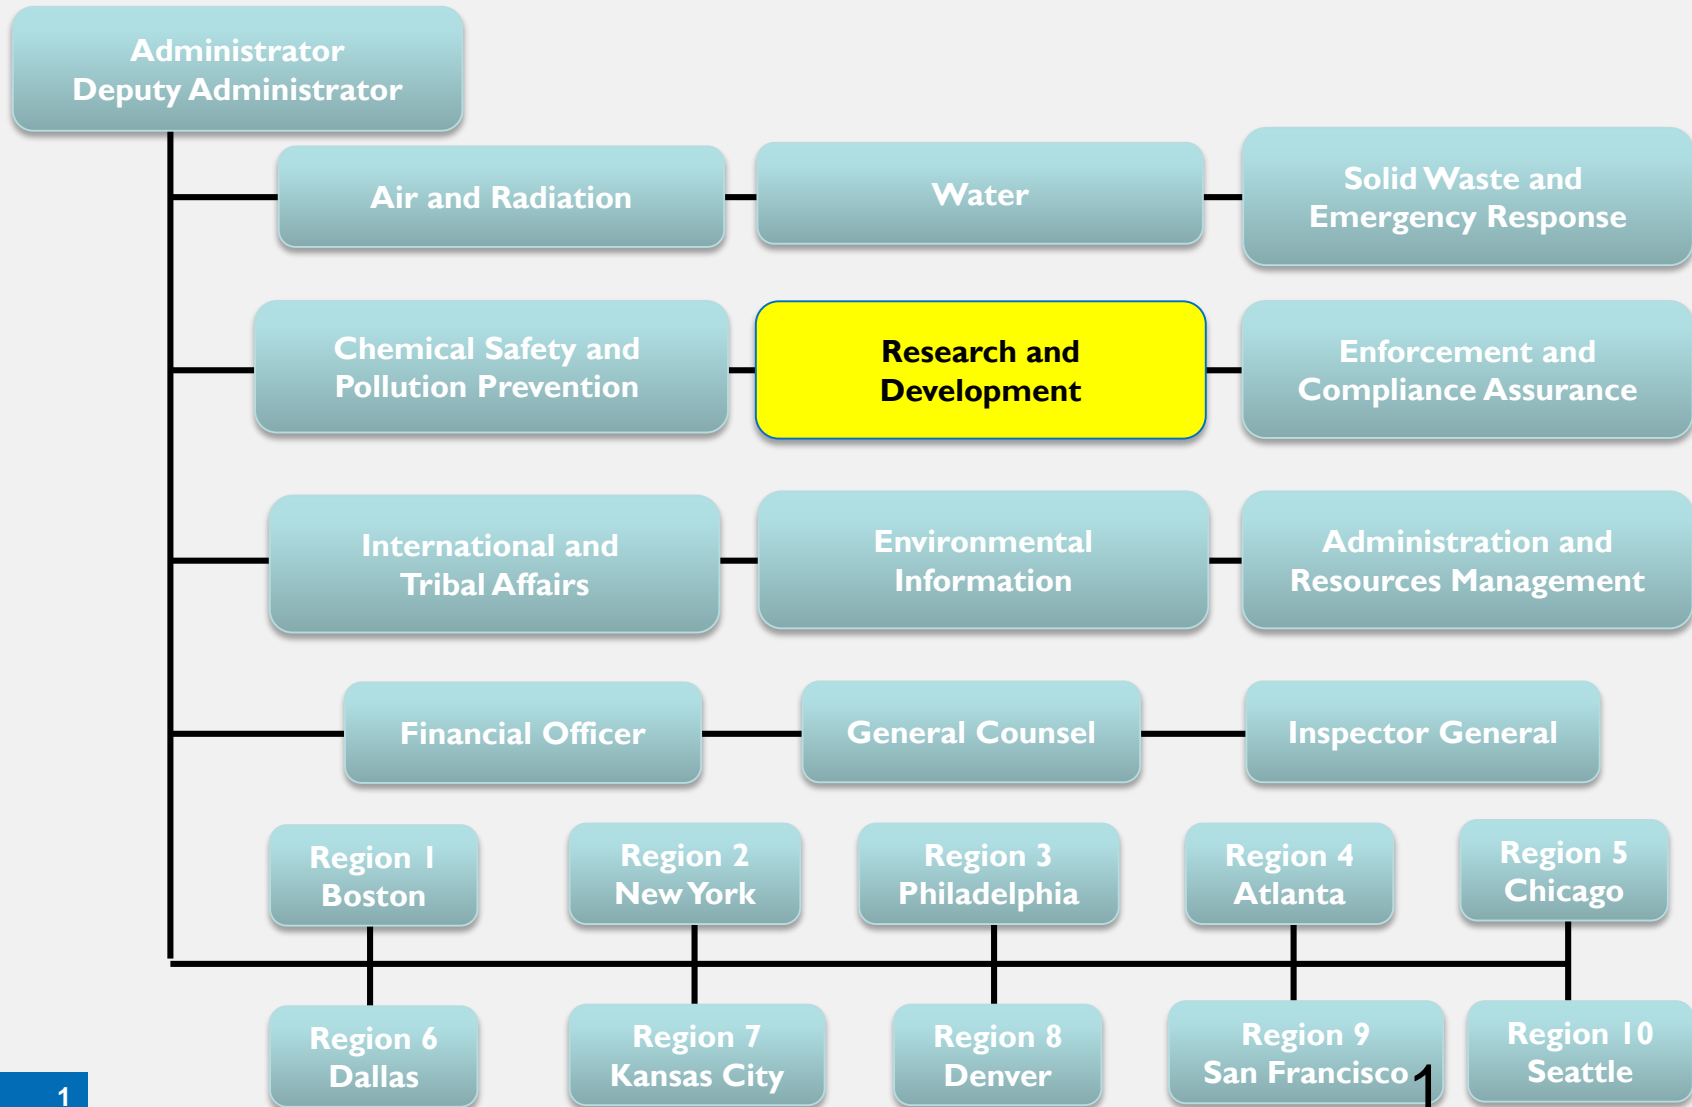 Administrator
Deputy Administrator
Air and Radiation
Water
Solid Waste and
Emergency Response
Chemical Safety and
Pollution Prevention
Research and
Development
Enforcement and
Compliance Assurance
International and
Tribal Affairs
Environmental
Information
Administration and
Resources Management
Financial Officer
General Counsel
Inspector General
Region 1
Boston
Region 2
New York
Region 3
Philadelphia
Region 4
Atlanta
Region 5
Chicago
Region 6
Dallas
Region 7
Kansas City
Region 8
Denver
Region 9
San Francisco
Region 10
Seattle
1
1